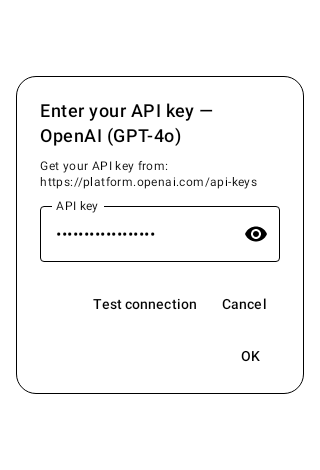 Enter your API key —
OpenAI (GPT-4o)
Get your API key from:
https://platform.openai.com/api-keys
API key
••••••••••••••••••
Test connection
Cancel
OK